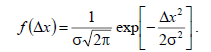 f(Δx) = 1/(σ√2π) exp[−Δx²/2σ²].